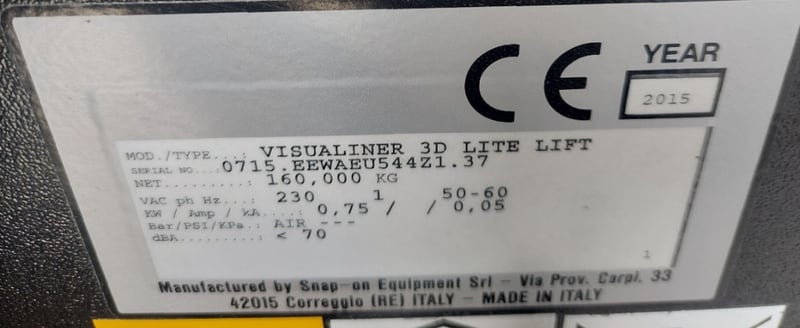 CE YEAR
2015
MOD./TYPE...: VISUALINER 3D LITE LIFT
SERIAL NO...: 0715.EEWAEU544Z1.37
NET.........: 160,000 KG
VAC ph Hz...: 230 1 50-60
KW / Amp / kA....: 0,75 / / 0,05
Bar/PSI/KPa.: AIR ---
dBA.........: < 70
1
Manufactured by Snap-on Equipment Srl - Via Prov. Carpi, 33
42015 Correggio (RE) ITALY - MADE IN ITALY